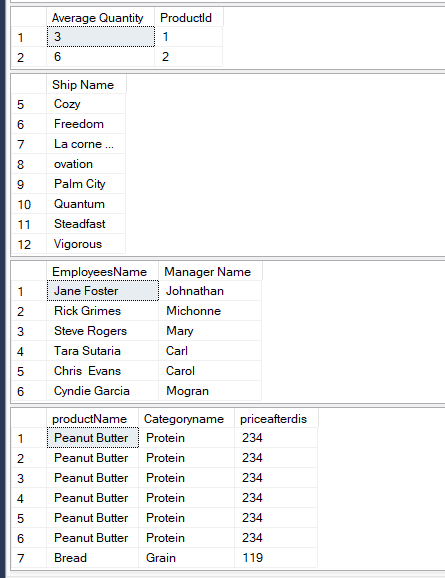 Average Quantity ProductId
1 3 1
2 6 2
Ship Name
5 Cozy
6 Freedom
7 La corne ...
8 ovation
9 Palm City
10 Quantum
11 Steadfast
12 Vigorous
EmployeesName Manager Name
1 Jane Foster Johnathan
2 Rick Grimes Michonne
3 Steve Rogers Mary
4 Tara Sutaria Carl
5 Chris  Evans Carol
6 Cyndie Garcia Mogran
productName Categoryname priceafterdis
1 Peanut Butter Protein 234
2 Peanut Butter Protein 234
3 Peanut Butter Protein 234
4 Peanut Butter Protein 234
5 Peanut Butter Protein 234
6 Peanut Butter Protein 234
7 Bread Grain 119